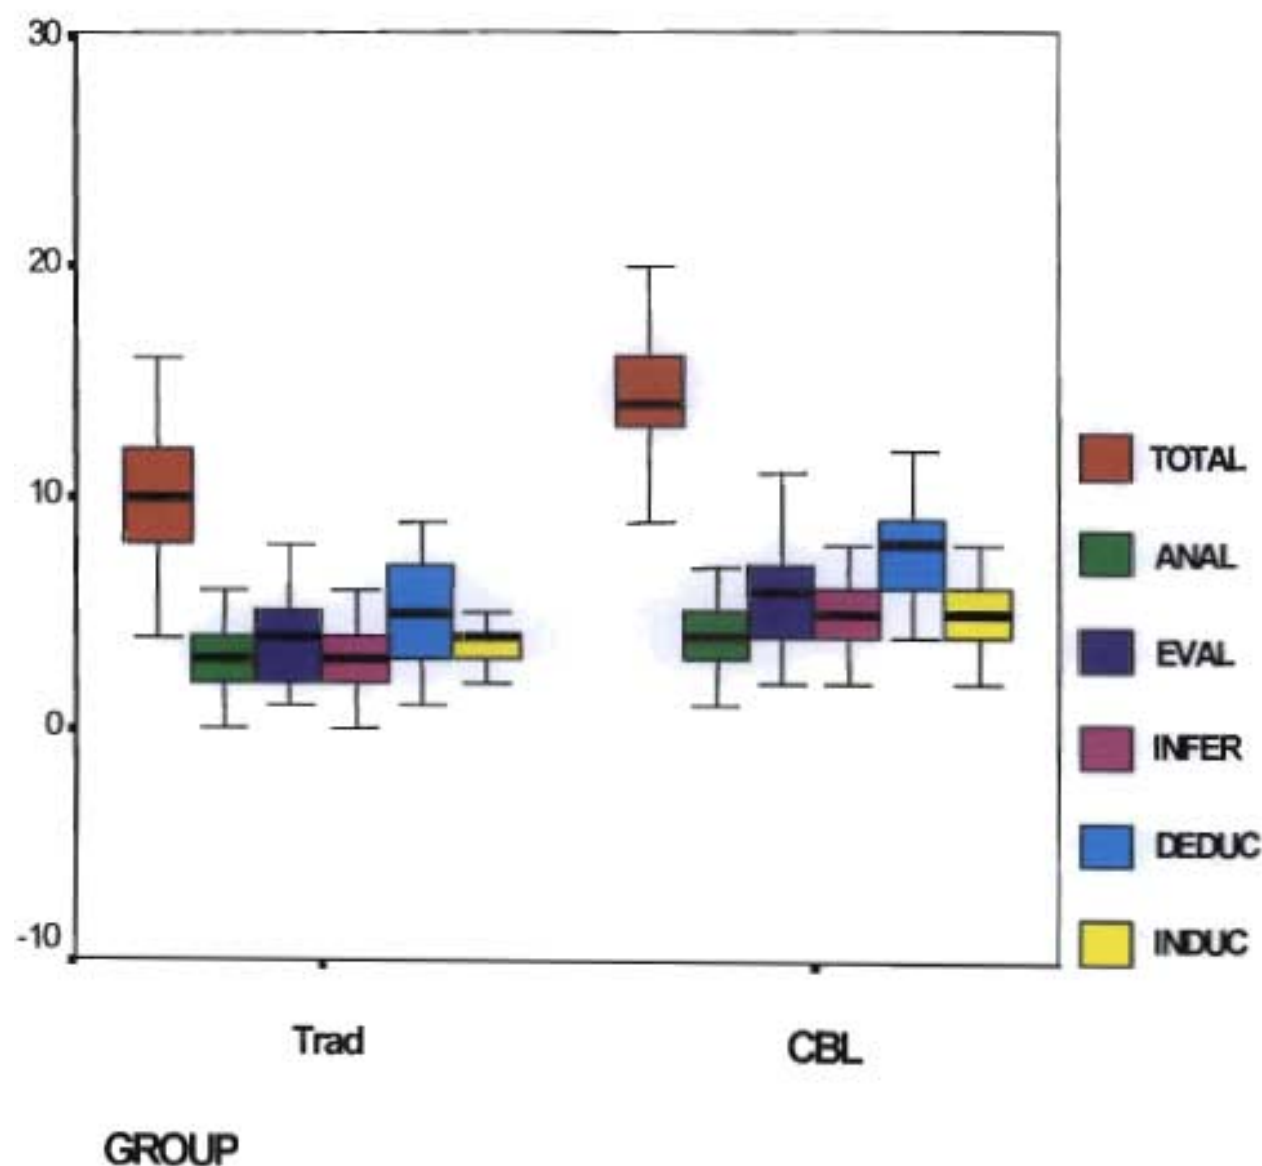 30
20
10
0
-10
Trad
CBL
GROUP
TOTAL
ANAL
EVAL
INFER
DEDUC
INDUC